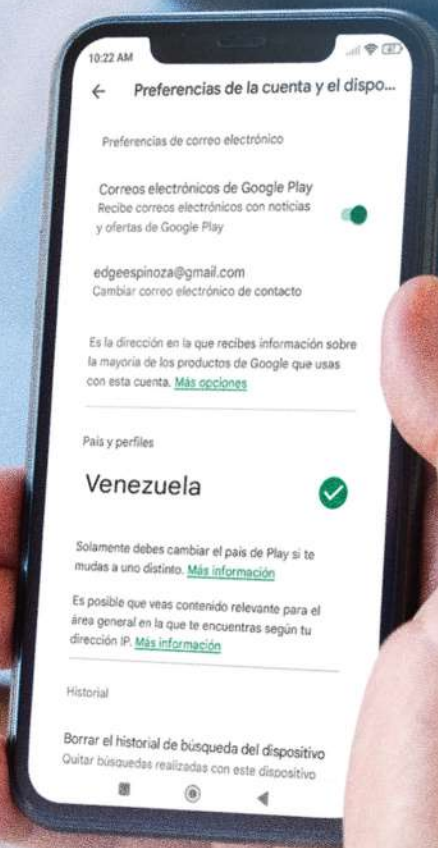 10:22 AM
Preferencias de la cuenta y el dispo...
Preferencias de correo electrónico
Correos electrónicos de Google Play
Recibe correos electrónicos con noticias
y ofertas de Google Play
edgeespinoza@gmail.com
Cambiar correo electrónico de contacto
Es la dirección en la que recibes información sobre
la mayoría de los productos de Google que usas
con esta cuenta. Más opciones
País y perfiles
Venezuela
Solamente debes cambiar el país de Play si te
mudas a uno distinto. Más información
Es posible que veas contenido relevante para el
área general en la que te encuentras según tu
dirección IP. Más información
Historial
Borrar el historial de búsqueda del dispositivo
Quitar búsquedas realizadas con este dispositivo